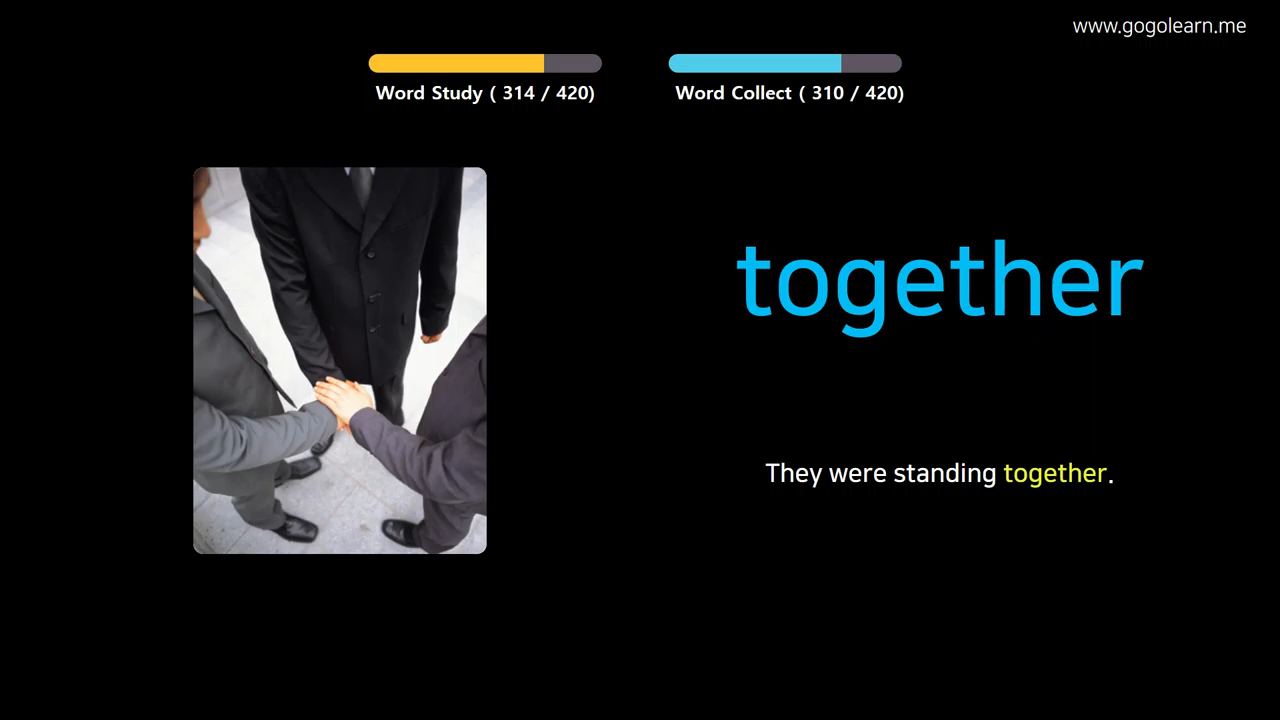 www.gogolearn.me
Word Study ( 314 / 420)
Word Collect ( 310 / 420)
together
They were standing together.